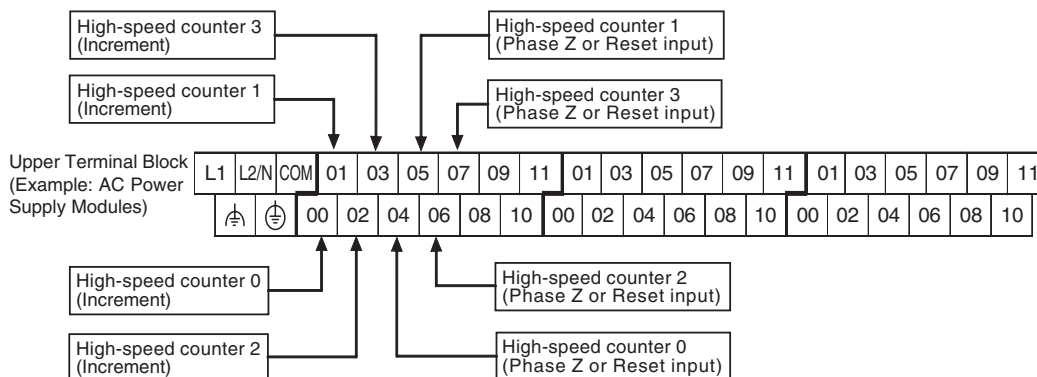 High-speed counter 3
(Increment)
High-speed counter 1
(Phase Z or Reset input)
High-speed counter 1
(Increment)
High-speed counter 3
(Phase Z or Reset input)
Upper Terminal Block
(Example: AC Power
Supply Modules)
L1 L2/N COM 01 03 05 07 09 11 01 03 05 07 09 11 01 03 05 07 09 11
00 02 04 06 08 10 00 02 04 06 08 10 00 02 04 06 08 10
High-speed counter 0
(Increment)
High-speed counter 2
(Phase Z or Reset input)
High-speed counter 2
(Increment)
High-speed counter 0
(Phase Z or Reset input)